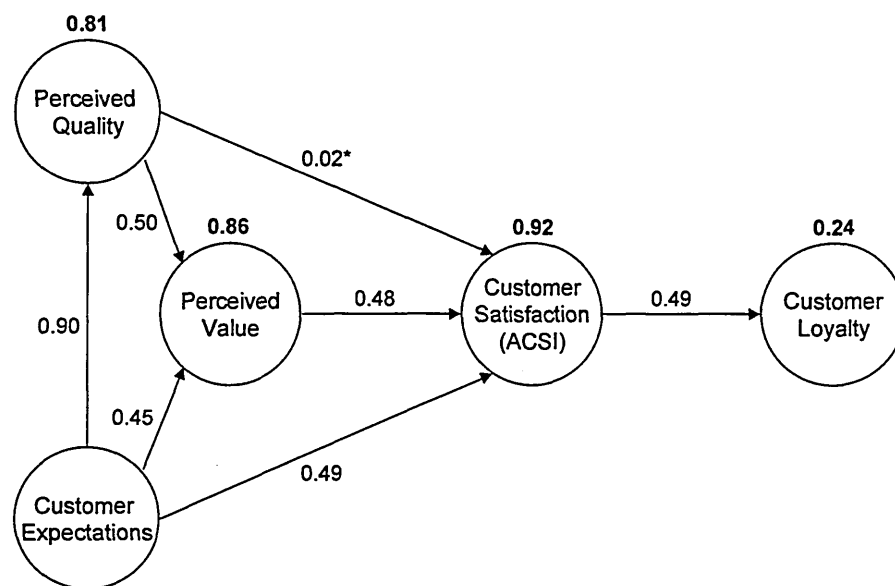 0.81
Perceived
Quality
0.02*
0.50
0.86
0.92
0.24
Perceived
Value
0.48
Customer
Satisfaction
(ACSI)
0.49
Customer
Loyalty
0.90
0.45
0.49
Customer
Expectations